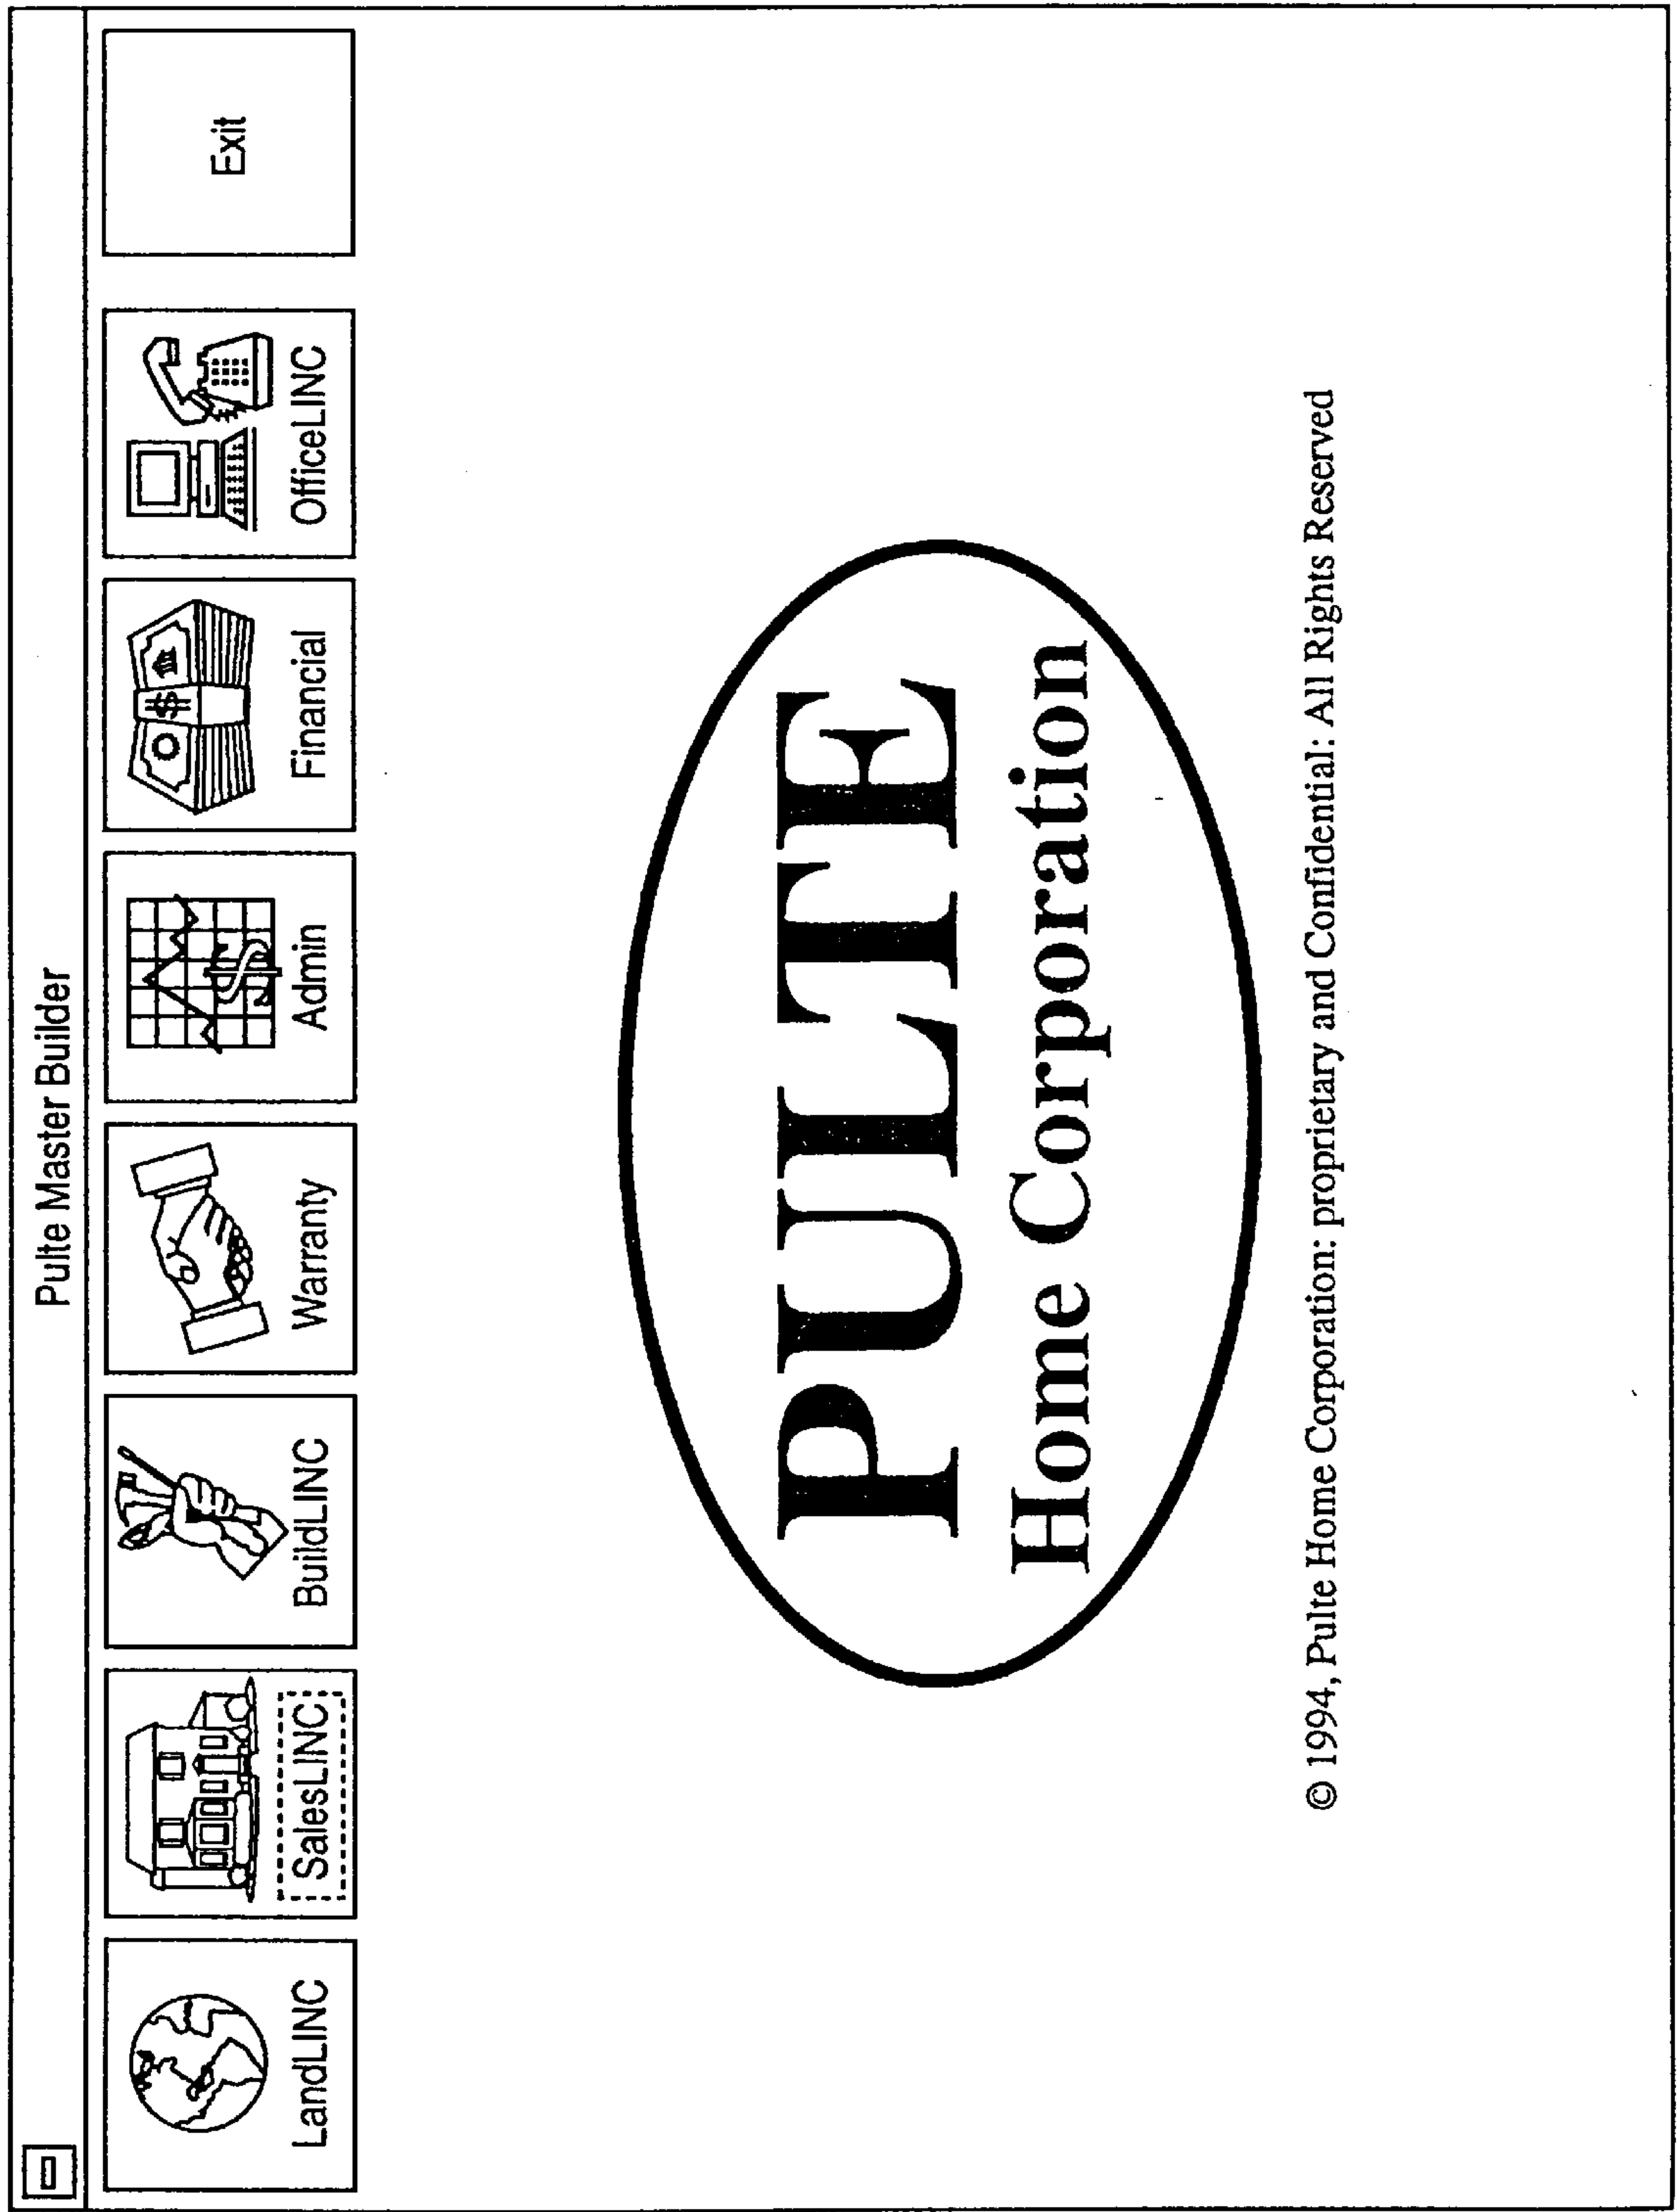 Pulte Master Builder
LandLINC
SalesLINC
BuildLINC
Warranty
Admin
Financial
OfficeLINC
Exit
PULTE
Home Corporation
© 1994, Pulte Home Corporation: proprietary and Confidential: All Rights Reserved